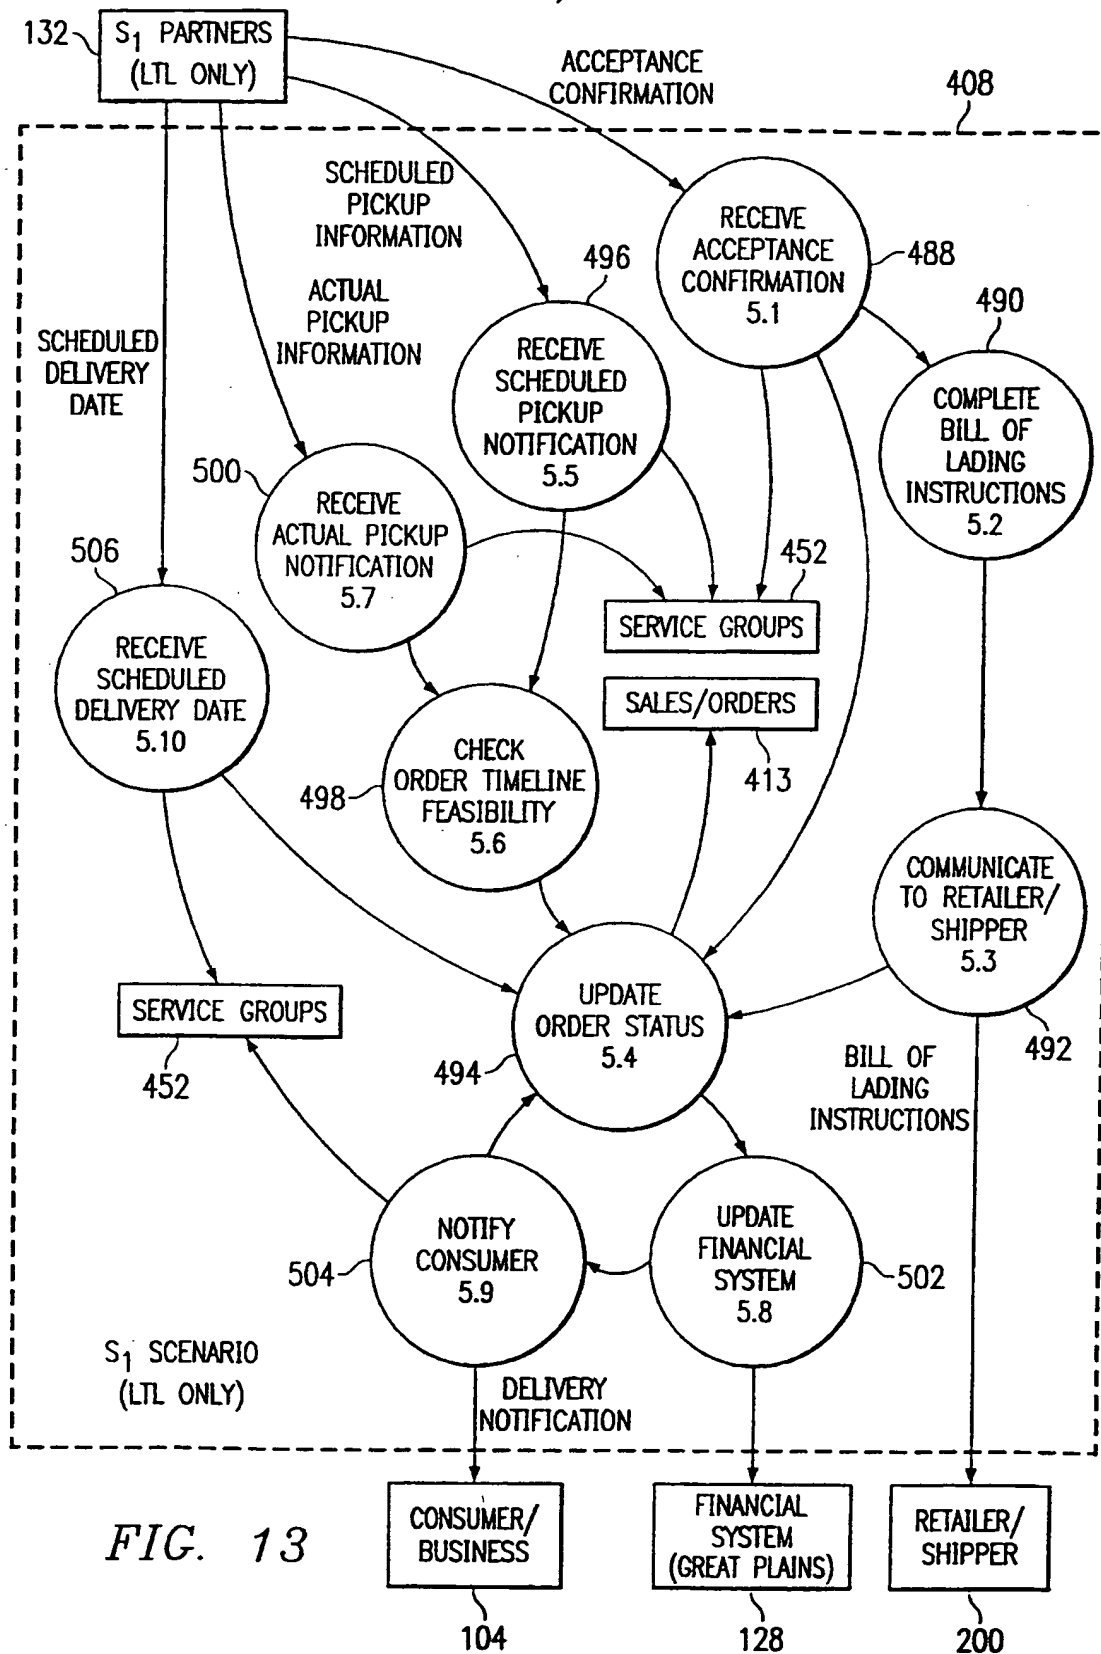 132
S1 PARTNERS
(LTL ONLY)
ACCEPTANCE
CONFIRMATION
408
SCHEDULED
PICKUP
INFORMATION
ACTUAL
PICKUP
INFORMATION
SCHEDULED
DELIVERY
DATE
RECEIVE
ACCEPTANCE
CONFIRMATION
5.1
488
496
RECEIVE
SCHEDULED
PICKUP
NOTIFICATION
5.5
490
COMPLETE
BILL OF
LADING
INSTRUCTIONS
5.2
500
RECEIVE
ACTUAL PICKUP
NOTIFICATION
5.7
506
RECEIVE
SCHEDULED
DELIVERY DATE
5.10
452
SERVICE GROUPS
SALES/ORDERS
413
CHECK
ORDER TIMELINE
FEASIBILITY
5.6
498
COMMUNICATE
TO RETAILER/
SHIPPER
5.3
492
SERVICE GROUPS
452
UPDATE
ORDER STATUS
5.4
494
BILL OF
LADING
INSTRUCTIONS
NOTIFY
CONSUMER
5.9
504
UPDATE
FINANCIAL
SYSTEM
5.8
502
S1 SCENARIO
(LTL ONLY)
DELIVERY
NOTIFICATION
FIG. 13
CONSUMER/
BUSINESS
104
FINANCIAL
SYSTEM
(GREAT PLAINS)
128
RETAILER/
SHIPPER
200